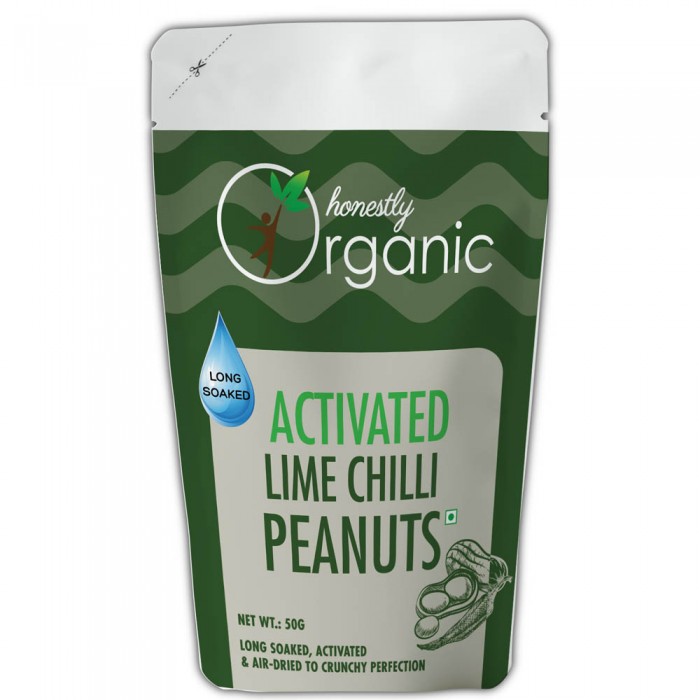 honestly
Organic
LONG
SOAKED
ACTIVATED
LIME CHILLI
PEANUTS
NET WT.: 50G
LONG SOAKED, ACTIVATED
& AIR-DRIED TO CRUNCHY PERFECTION